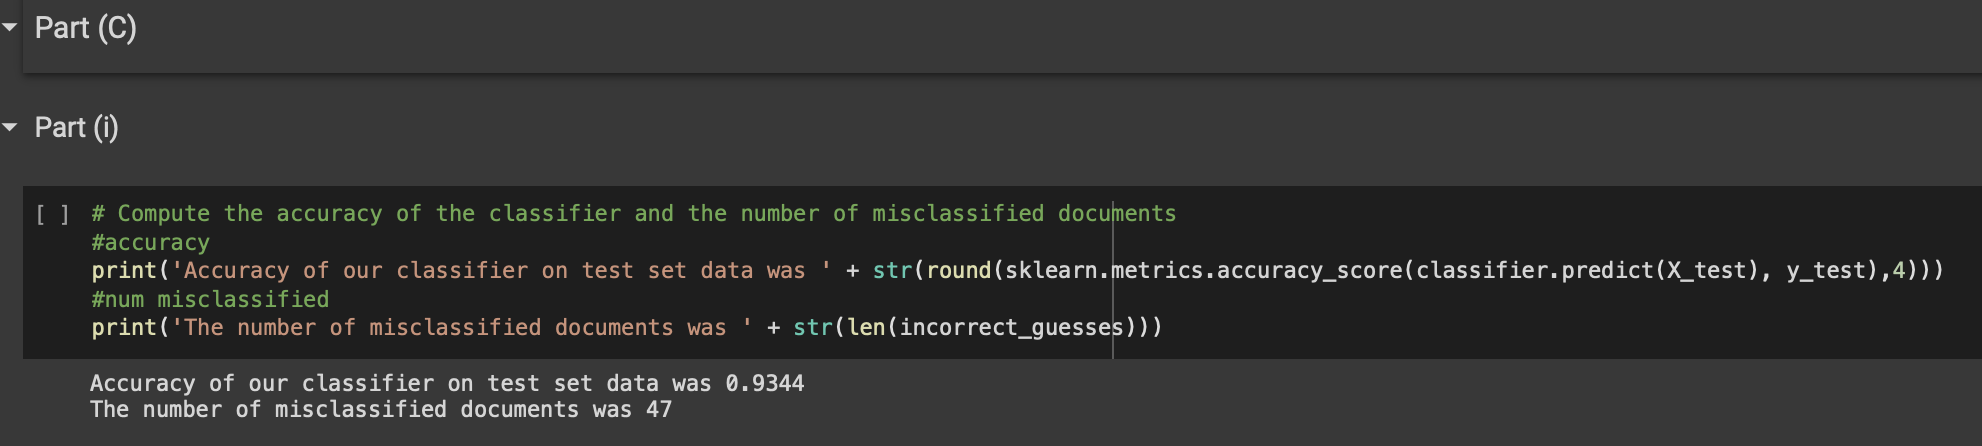 Part (C)
Part (i)
[ ] # Compute the accuracy of the classifier and the number of misclassified documents
#accuracy
print('Accuracy of our classifier on test set data was ' + str(round(sklearn.metrics.accuracy_score(classifier.predict(X_test), y_test),4)))
#num misclassified
print('The number of misclassified documents was ' + str(len(incorrect_guesses)))
Accuracy of our classifier on test set data was 0.9344
The number of misclassified documents was 47